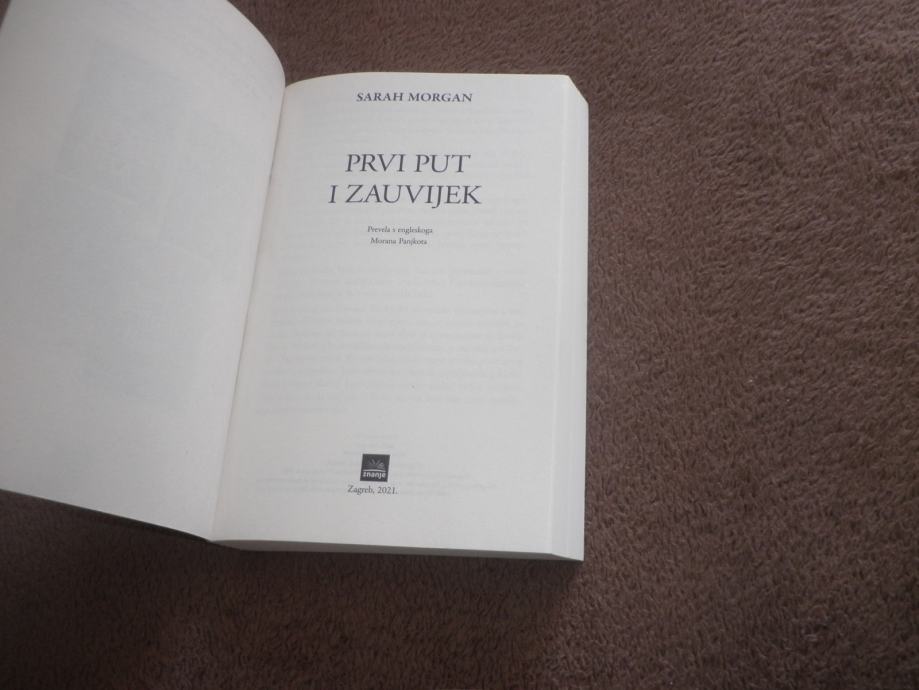 SARAH MORGAN
PRVI PUT
I ZAUVIJEK
Prevela s engleskoga
Morana Panjkota
znanje
Zagreb, 2021.